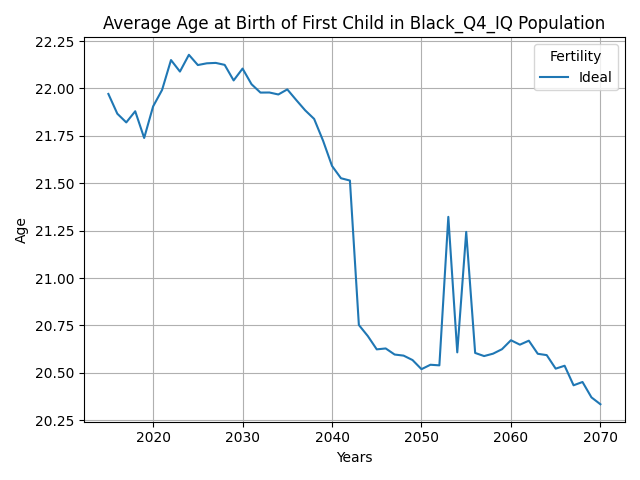 Average Age at Birth of First Child in Black_Q4_IQ Population
22.25
22.00
21.75
21.50
21.25
21.00
20.75
20.50
20.25
Age
Fertility
Ideal
2020 2030 2040 2050 2060 2070
Years